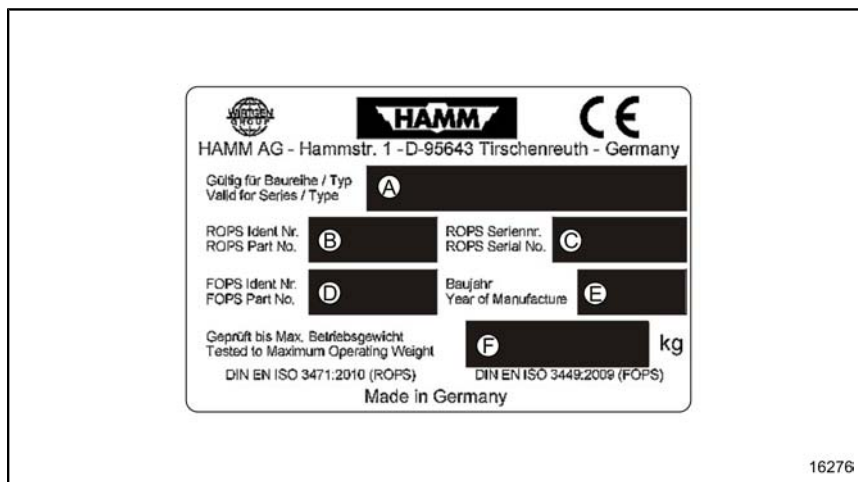 WIRTGEN
GROUP
HAMM
CE
HAMM AG - Hammstr. 1 -D-95643 Tirschenreuth - Germany
Gültig für Baureihe / Typ
Valid for Series / Type
A
ROPS Ident Nr.
ROPS Part No.
B
ROPS Seriennr.
ROPS Serial No.
C
FOPS Ident Nr.
FOPS Part No.
D
Baujahr
Year of Manufacture
E
Geprüft bis Max. Betriebsgewicht
Tested to Maximum Operating Weight
F
kg
DIN EN ISO 3471:2010 (ROPS)
DIN EN ISO 3449:2009 (FOPS)
Made in Germany
16276